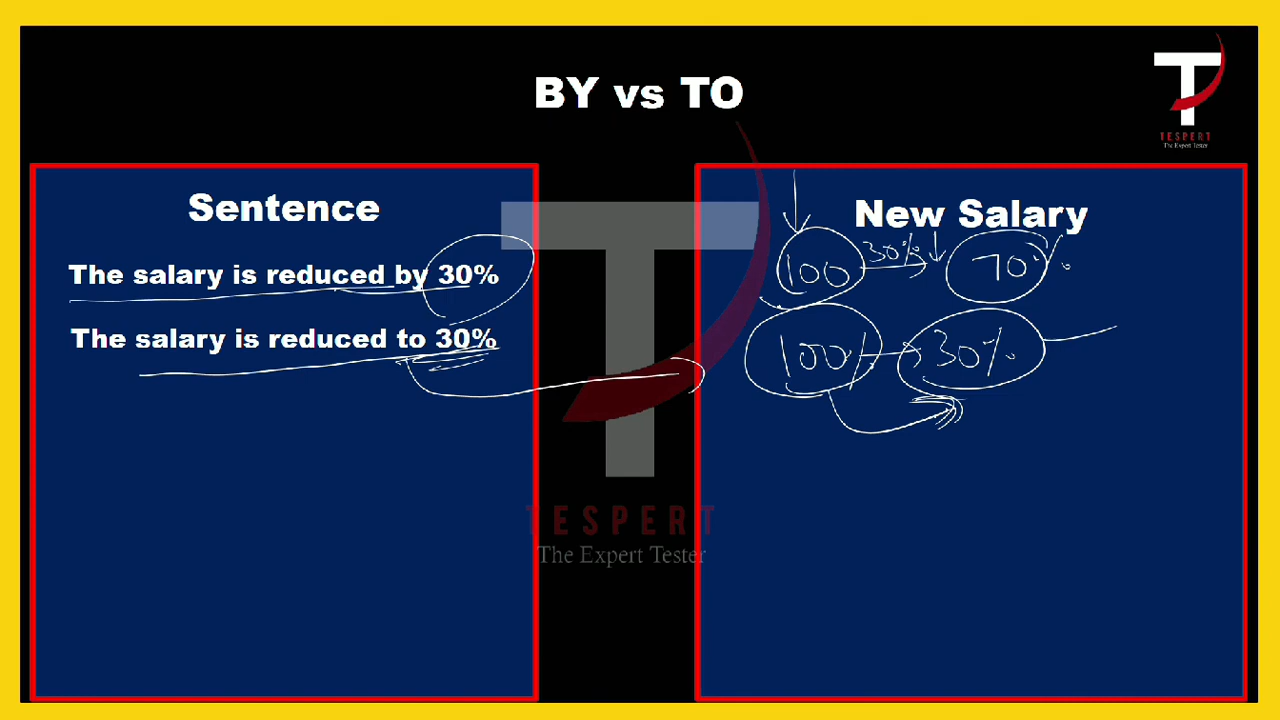 BY vs TO
T
TESPERT
The Expert Tester
Sentence
The salary is reduced by 30%
The salary is reduced to 30%
New Salary
100 30% 70%
100% 30%
T
TESPERT
The Expert Tester